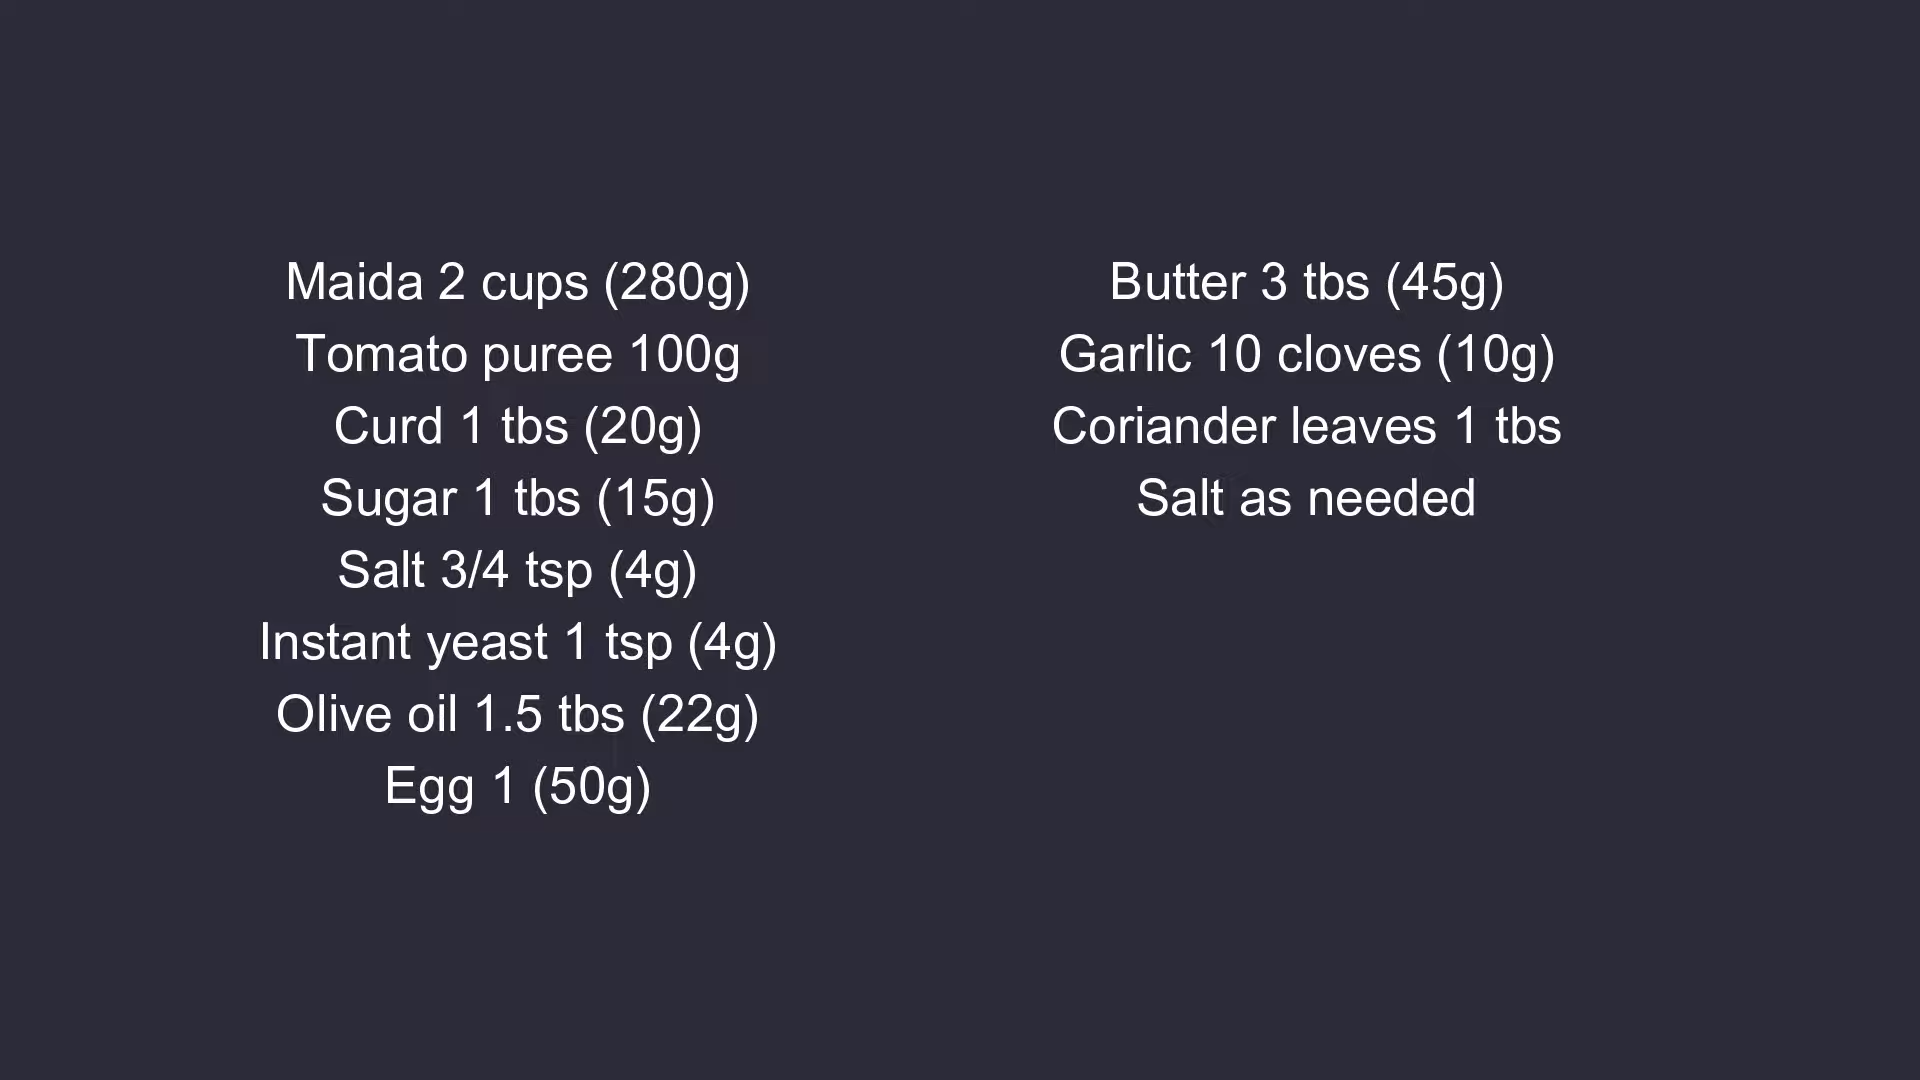 Maida 2 cups (280g)
Tomato puree 100g
Curd 1 tbs (20g)
Sugar 1 tbs (15g)
Salt 3/4 tsp (4g)
Instant yeast 1 tsp (4g)
Olive oil 1.5 tbs (22g)
Egg 1 (50g)
Butter 3 tbs (45g)
Garlic 10 cloves (10g)
Coriander leaves 1 tbs
Salt as needed